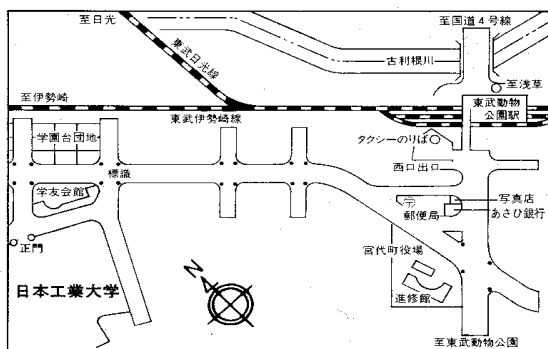 至日光
至国道4号線
東武日光線
古利根川
至浅草
至伊勢崎
東武伊勢崎線
東武動物
公園駅
学園台団地
タクシーのりば
標識
西口出口
学友会館
写真店
郵便局
あさひ銀行
正門
宮代町役場
N
日本工業大学
進修館
至東武動物公園